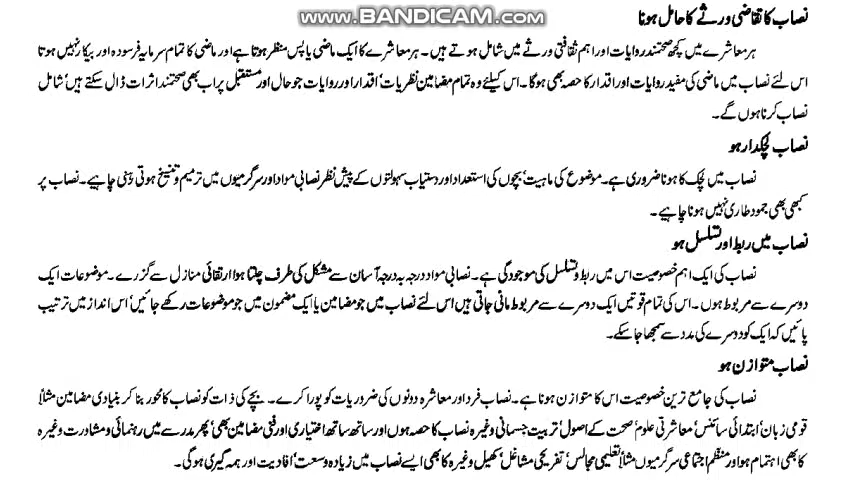 www.BANDICAM.com
نصاب کا تقاضی ورثے کا حامل ہونا
ہر معاشرے میں کچھ صحتمند روایات اور اہم ثقافتی ورثے میں شامل ہوتے ہیں۔ ہر معاشرے کا ایک ماضی یا پس منظر ہوتا ہے اور ماضی کا تمام سرمایہ فرسودہ اور بیکار نہیں ہوتا
اس لئے نصاب میں ماضی کی مفید روایات اور اقدار کا حصہ بھی ہوگا۔ اس کیلئے وہ تمام مضامین نظریات' اقدار اور روایات جو حال اور مستقبل پر اب بھی صحتمند اثرات ڈال سکتے ہیں' شامل
نصاب کرنا ہوں گے۔
نصاب لچکدار ہو
نصاب میں لچک کا ہونا ضروری ہے۔ موضوع کی ماہیت' بچوں کی استعداد اور دستیاب سہولتوں کے پیش نظر نصابی مواد اور سرگرمیوں میں ترمیم و تنسیخ ہوتی رہنی چاہیے۔ نصاب پر
کبھی بھی جمود طاری نہیں ہونا چاہیے۔
نصاب میں ربط اور تسلسل ہو
نصاب کی ایک اہم خصوصیت اس میں ربط و تسلسل کی موجودگی ہے۔ نصابی مواد درجہ بہ درجہ آسان سے مشکل کی طرف چلتا ہوا ارتقائی منازل سے گزرے۔ موضوعات ایک
دوسرے سے مربوط ہوں۔ اس کی تمام قوتیں ایک دوسرے سے مربوط مانی جاتی ہیں اس لئے نصاب میں جو مضامین یا ایک مضمون میں جو موضوعات رکھے جائیں' اس انداز میں ترتیب
پائیں کہ ایک کو دوسرے کی مدد سے سمجھا جا سکے۔
نصاب متوازن ہو
نصاب کی جامع ترین خصوصیت اس کا متوازن ہونا ہے۔ نصاب فرد اور معاشرہ دونوں کی ضروریات کو پورا کرے۔ بچے کی ذات کو نصاب کا محور بنا کر بنیادی مضامین مثلاً
قومی زبان' ابتدائی سائنس' معاشرتی علوم' صحت کے اصول' تربیت جسمانی وغیرہ نصاب کا حصہ ہوں اور ساتھ ساتھ اختیاری اور فنی مضامین بھی' پھر مدرسے میں رہنمائی و مشاورت وغیرہ
کا بھی اہتمام ہو اور منظم اجتماعی سرگرمیوں مثلاً تعلیمی مجالس' تفریحی مشاغل' کھیل وغیرہ کا بھی ایسے نصاب میں زیادہ وسعت' افادیت اور ہمہ گیری ہوگی۔